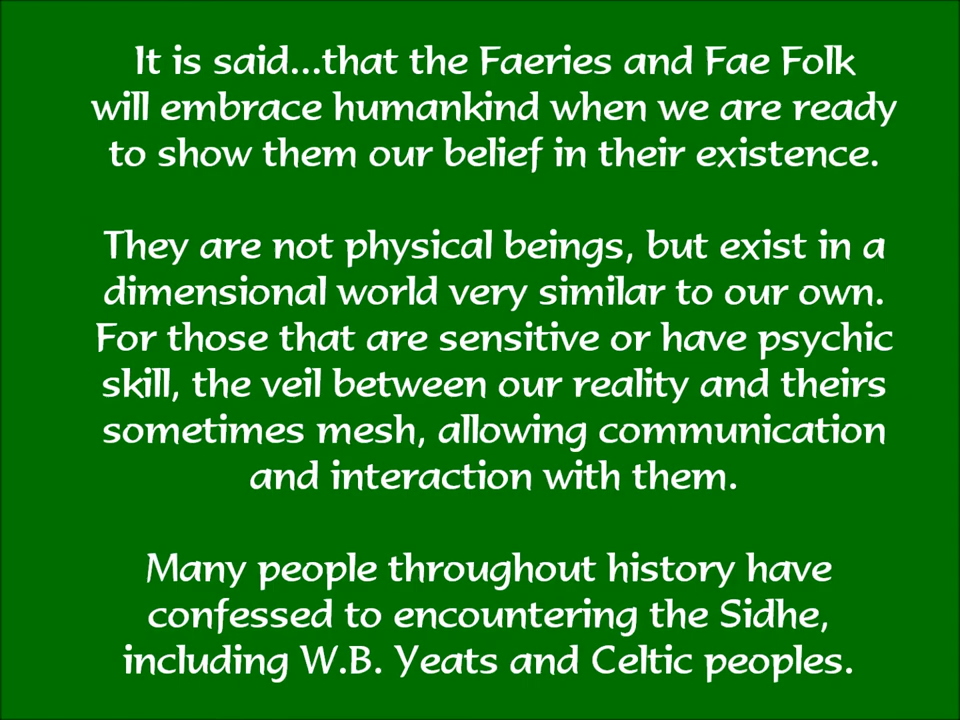 It is said...that the Faeries and Fae Folk
will embrace humankind when we are ready
to show them our belief in their existence.
They are not physical beings, but exist in a
dimensional world very similar to our own.
For those that are sensitive or have psychic
skill, the veil between our reality and theirs
sometimes mesh, allowing communication
and interaction with them.
Many people throughout history have
confessed to encountering the Sidhe,
including W.B. Yeats and Celtic peoples.